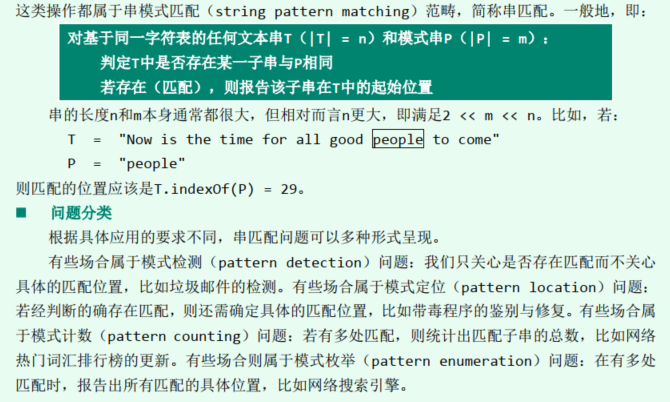 这类操作都属于串模式匹配（string pattern matching）范畴，简称串匹配。一般地，即：
对基于同一字符表的任何文本串T（|T| = n）和模式串P（|P| = m）：
判定T中是否存在某一子串与P相同
若存在（匹配），则报告该子串在T中的起始位置
串的长度n和m本身通常都很大，但相对而言n更大，即满足2 << m << n。比如，若：
T = "Now is the time for all good people to come"
P = "people"
则匹配的位置应该是T.indexOf(P) = 29。
■ 问题分类
根据具体应用的要求不同，串匹配问题可以多种形式呈现。
有些场合属于模式检测（pattern detection）问题：我们只关心是否存在匹配而不关心
具体的匹配位置，比如垃圾邮件的检测。有些场合属于模式定位（pattern location）问题：
若经判断的确存在匹配，则还需确定具体的匹配位置，比如带毒程序的鉴别与修复。有些场合属
于模式计数（pattern counting）问题：若有多处匹配，则统计出匹配子串的总数，比如网络
热门词汇排行榜的更新。有些场合则属于模式枚举（pattern enumeration）问题：在有多处
匹配时，报告出所有匹配的具体位置，比如网络搜索引擎。